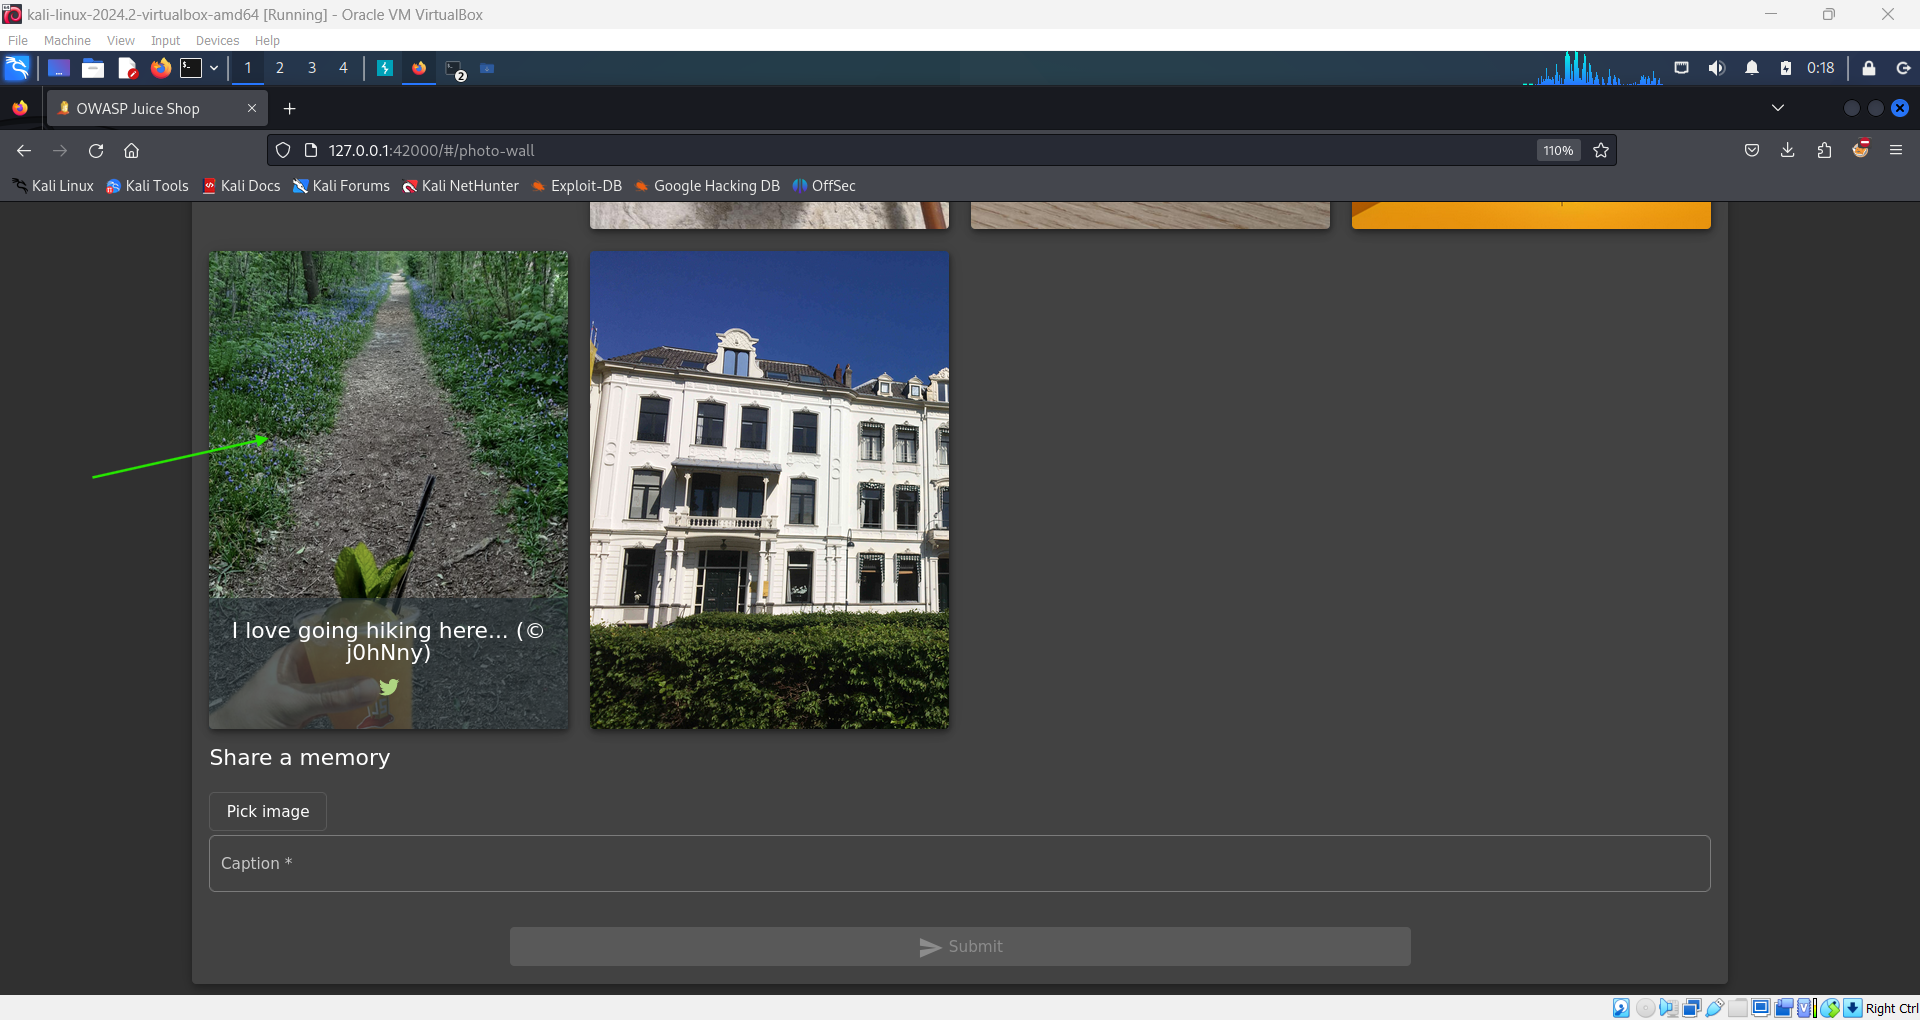 kali-linux-2024.2-virtualbox-amd64 [Running] - Oracle VM VirtualBox
File Machine View Input Devices Help
1 2 3 4 2 0:18
OWASP Juice Shop
127.0.0.1:42000/#/photo-wall 110%
Kali Linux Kali Tools Kali Docs Kali Forums Kali NetHunter Exploit-DB Google Hacking DB OffSec
I love going hiking here... (©
j0hNny)
Share a memory
Pick image
Caption *
Submit
Right Ctrl